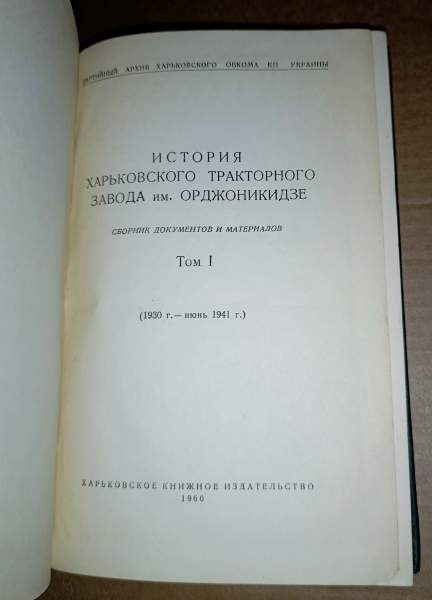 ПАРТИЙНЫЙ АРХИВ ХАРЬКОВСКОГО ОБКОМА КП УКРАИНЫ
ИСТОРИЯ
ХАРЬКОВСКОГО ТРАКТОРНОГО
ЗАВОДА им. ОРДЖОНИКИДЗЕ
СБОРНИК ДОКУМЕНТОВ И МАТЕРИАЛОВ
Том I
(1930 г.—июнь 1941 г.)
ХАРЬКОВСКОЕ КНИЖНОЕ ИЗДАТЕЛЬСТВО
1960